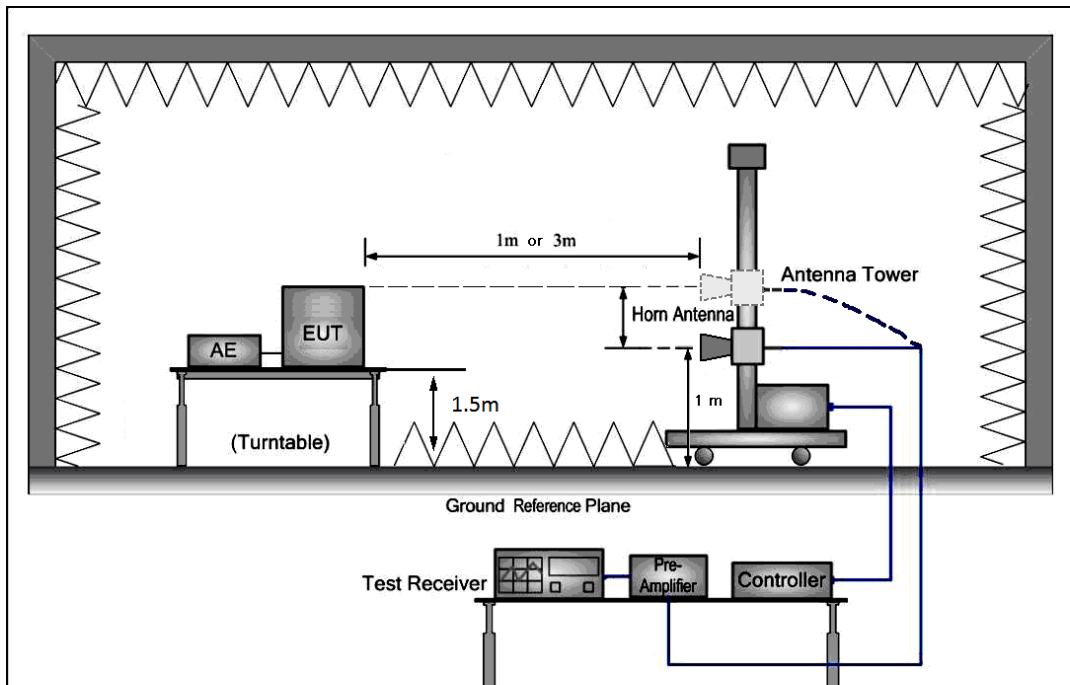 1m or 3m
Antenna Tower
Horn Antenna
EUT
AE
1.5m
1 m
(Turntable)
Ground Reference Plane
Test Receiver
Pre-
Amplifier
Controller